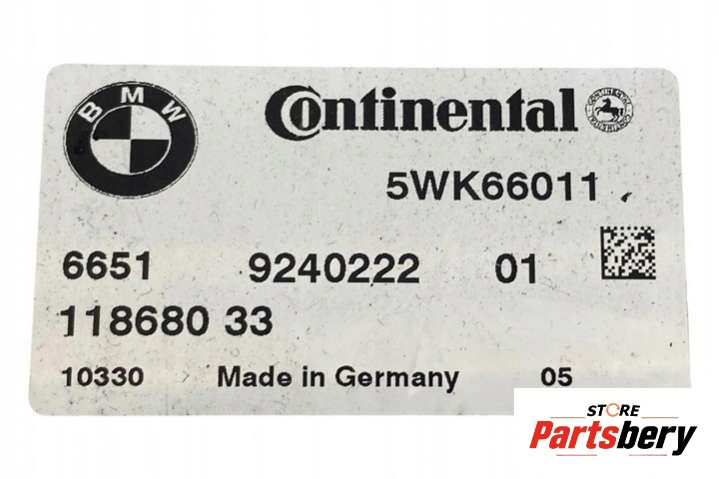 BMW
Continental
5WK66011
6651 9240222 01
118680 33
10330 Made in Germany 05
STORE
Partsbery